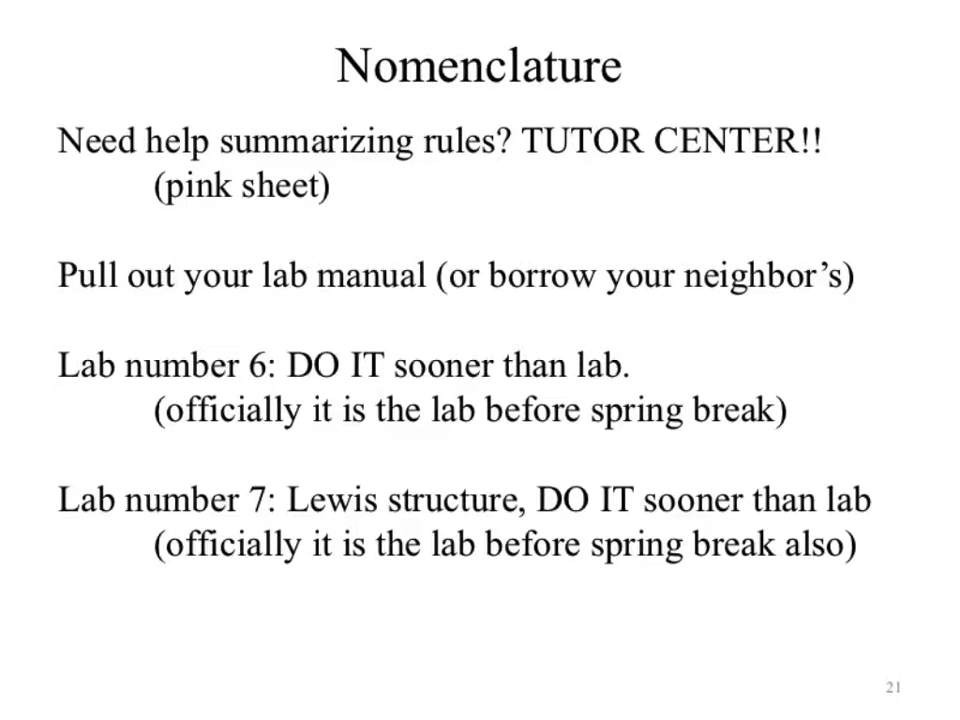 Nomenclature
Need help summarizing rules? TUTOR CENTER!!
(pink sheet)
Pull out your lab manual (or borrow your neighbor’s)
Lab number 6: DO IT sooner than lab.
(officially it is the lab before spring break)
Lab number 7: Lewis structure, DO IT sooner than lab
(officially it is the lab before spring break also)
21